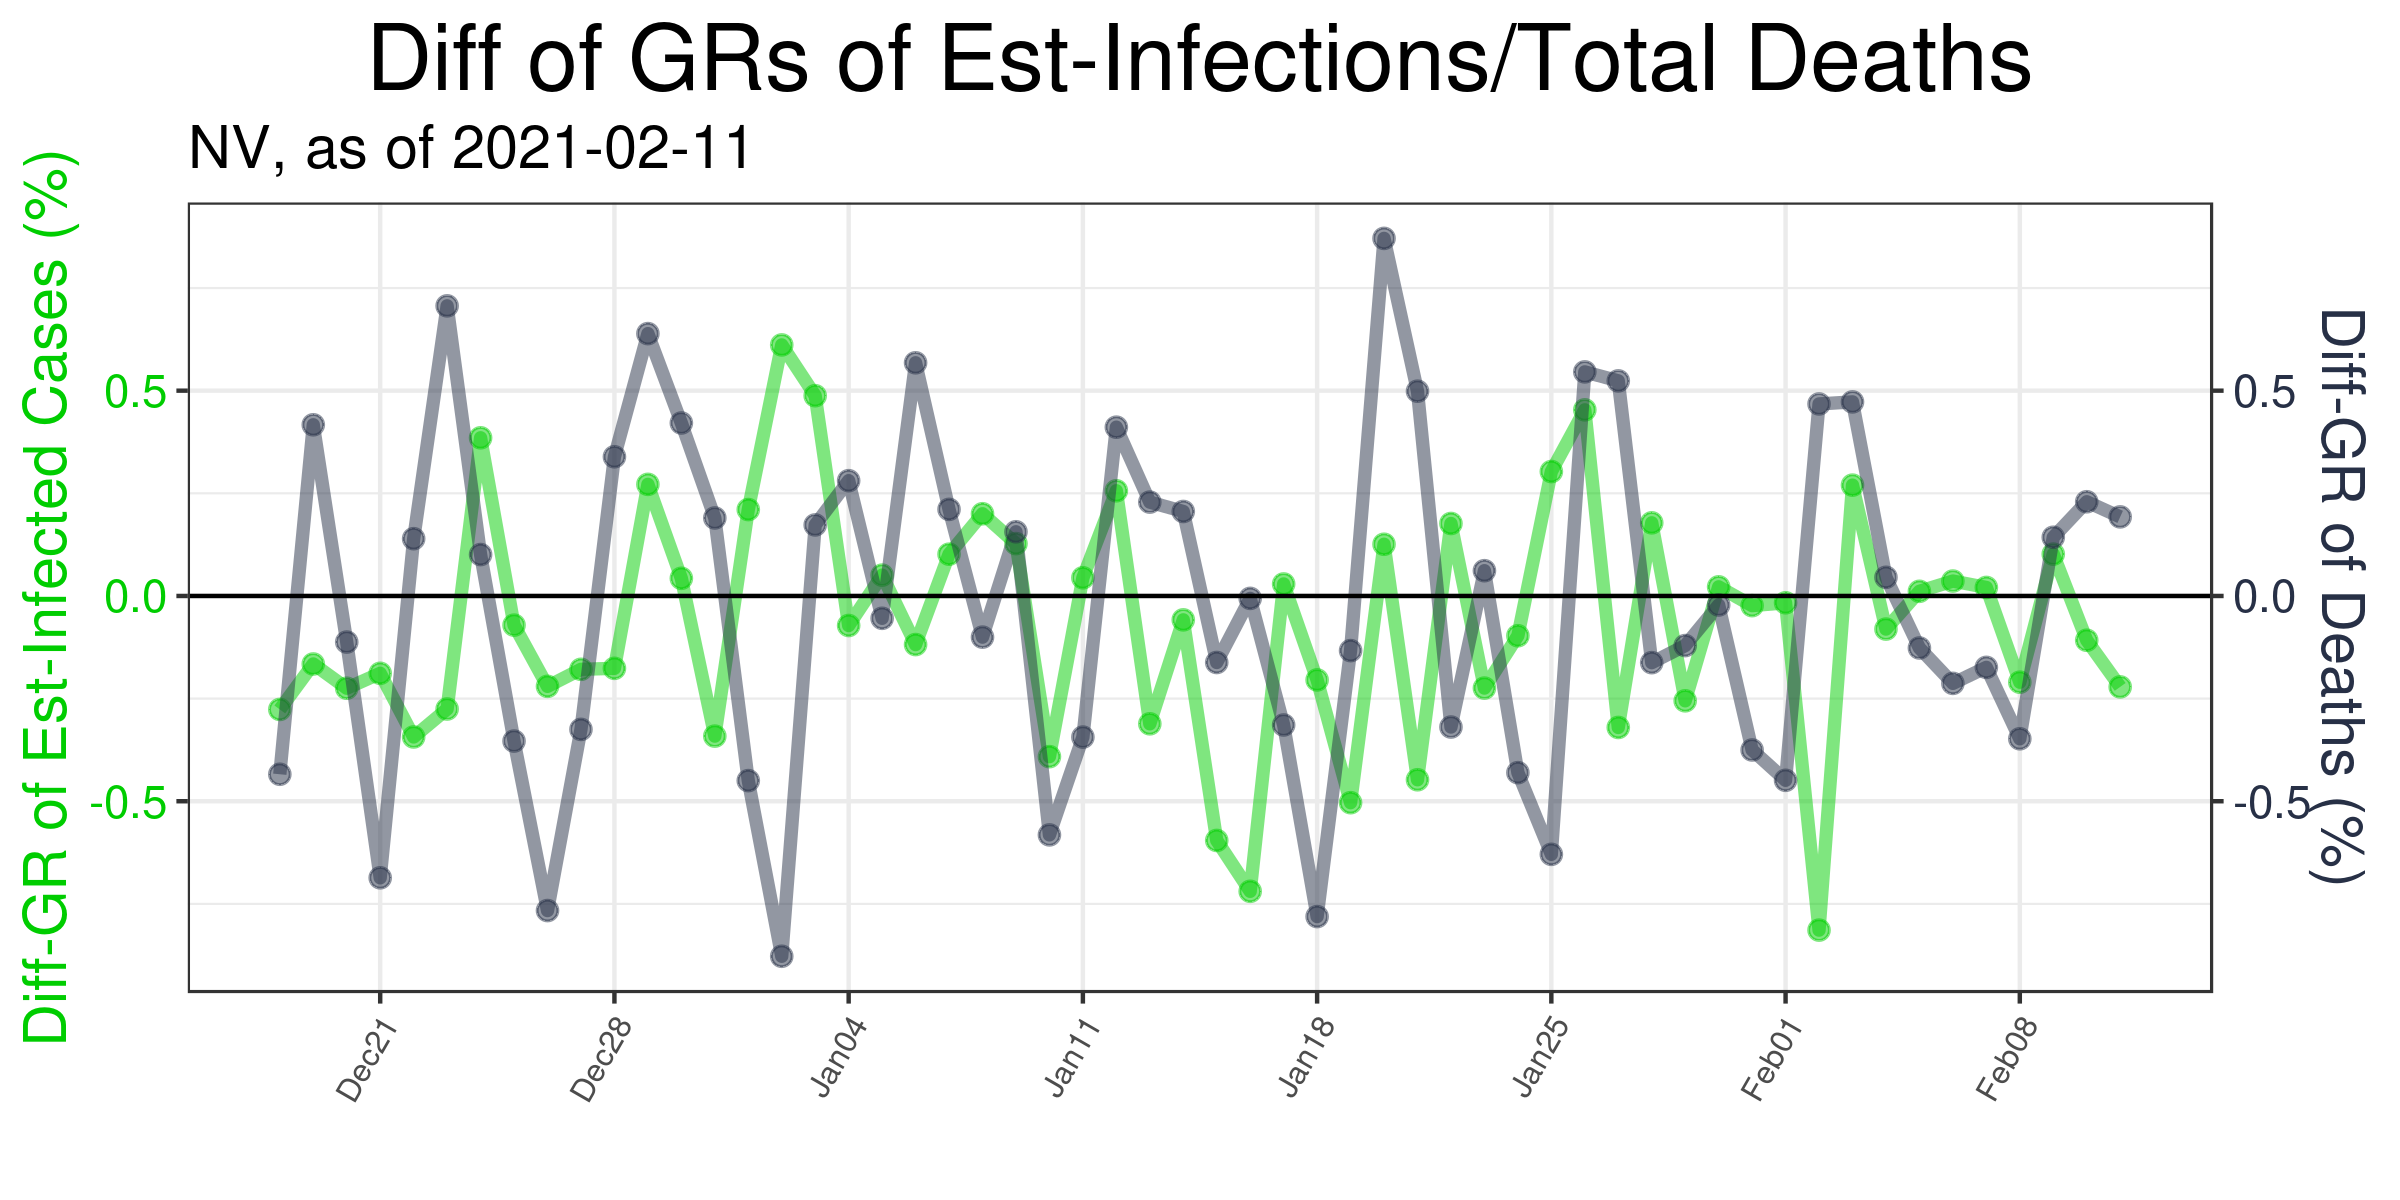 Diff of GRs of Est-Infections/Total Deaths
NV, as of 2021-02-11
Diff-GR of Est-Infected Cases (%)
0.5
0.0
-0.5
0.5
0.0
-0.5
Diff-GR of Deaths (%)
Dec21
Dec28
Jan04
Jan11
Jan18
Jan25
Feb01
Feb08